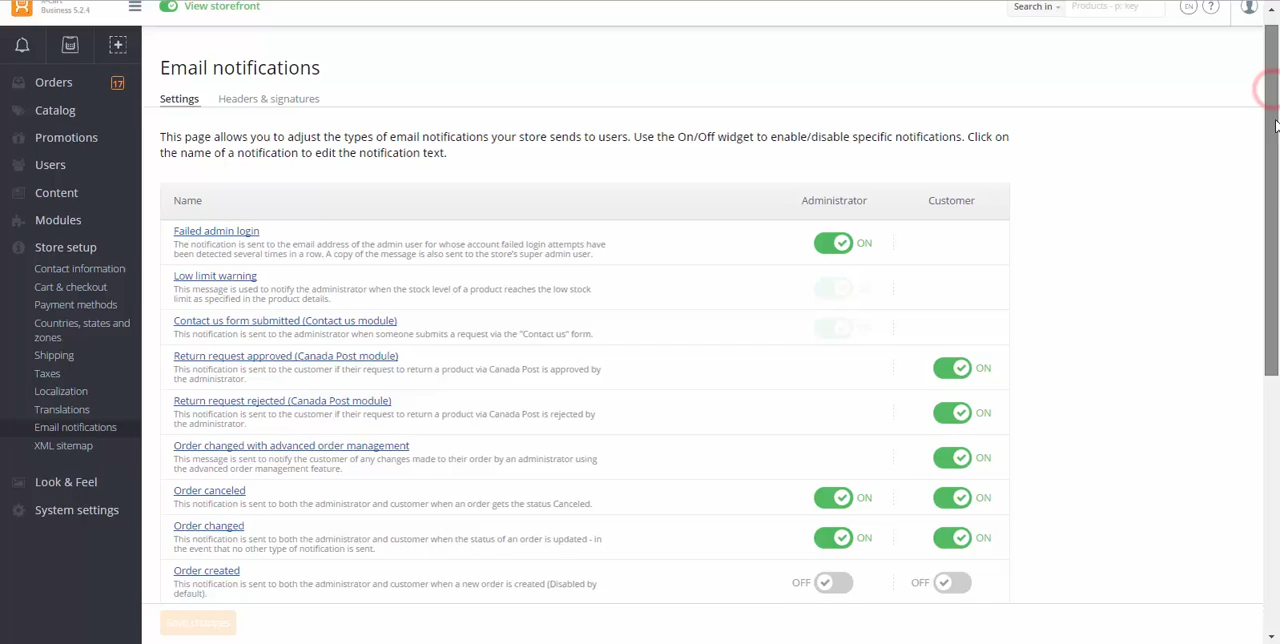 X-Cart
Business 5.2.4
View storefront
Search in
Products - p: key
EN
?
Orders
17
Catalog
Promotions
Users
Content
Modules
Store setup
Contact information
Cart & checkout
Payment methods
Countries, states and
zones
Shipping
Taxes
Localization
Translations
Email notifications
XML sitemap
Look & Feel
System settings
Email notifications
Settings
Headers & signatures
This page allows you to adjust the types of email notifications your store sends to users. Use the On/Off widget to enable/disable specific notifications. Click on
the name of a notification to edit the notification text.
Name
Administrator
Customer
Failed admin login
The notification is sent to the email address of the admin user for whose account failed login attempts have
been detected several times in a row. A copy of the message is also sent to the store's super admin user.
ON
Low limit warning
This message is used to notify the administrator when the stock level of a product reaches the low stock
limit as specified in the product details.
Contact us form submitted (Contact us module)
This notification is sent to the administrator when someone submits a request via the "Contact us" form.
Return request approved (Canada Post module)
This notification is sent to the customer if their request to return a product via Canada Post is approved by
the administrator.
ON
Return request rejected (Canada Post module)
This notification is sent to the customer if their request to return a product via Canada Post is rejected by
the administrator.
ON
Order changed with advanced order management
This message is sent to notify the customer of any changes made to their order by an administrator using
the advanced order management feature.
ON
Order canceled
This notification is sent to both the administrator and customer when an order gets the status Canceled.
ON
ON
Order changed
This notification is sent to both the administrator and customer when the status of an order is updated - in
the event that no other type of notification is sent.
ON
ON
Order created
This notification is sent to both the administrator and customer when a new order is created (Disabled by
default).
OFF
OFF
Save changes